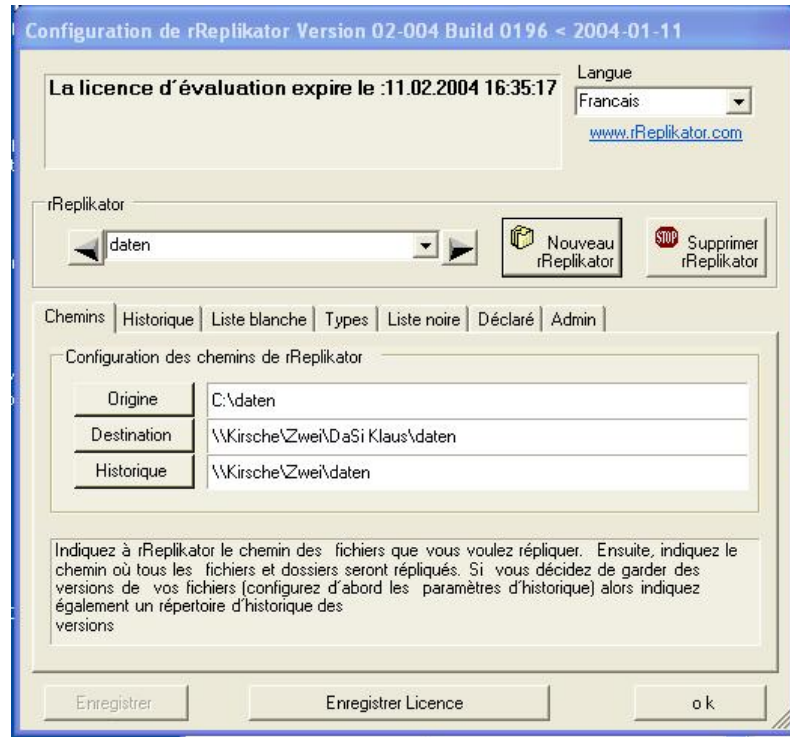 Configuration de rReplikator Version 02-004 Build 0196 < 2004-01-11
La licence d´évaluation expire le :11.02.2004 16:35:17
Langue
Francais
www.rReplikator.com
rReplikator
daten
Nouveau
rReplikator
STOP
Supprimer
rReplikator
Chemins Historique Liste blanche Types Liste noire Déclaré Admin
Configuration des chemins de rReplikator
Origine C:\daten
Destination \\Kirsche\Zwei\DaSi Klaus\daten
Historique \\Kirsche\Zwei\daten
Indiquez à rReplikator le chemin des  fichiers que vous voulez répliquer.  Ensuite, indiquez le
chemin où tous les  fichiers et dossiers seront répliqués. Si  vous décidez de garder des
versions de  vos fichiers (configurez d´abord les  paramètres d´historique) alors indiquez
également un répertoire d´historique des
versions
Enregistrer Enregistrer Licence o k